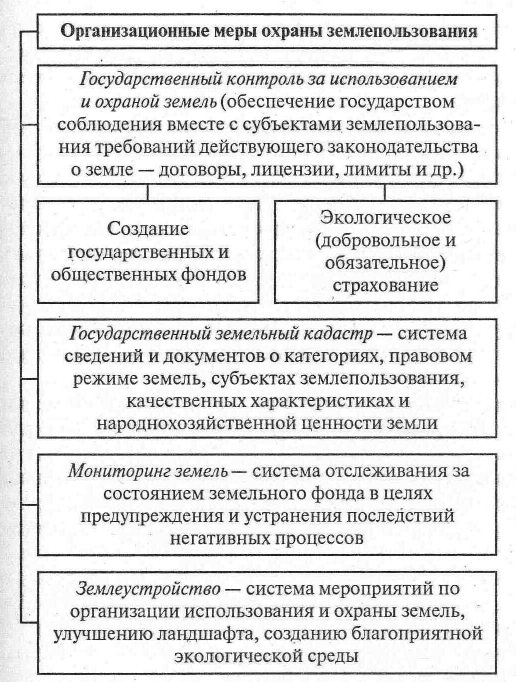 Организационные меры охраны землепользования
Государственный контроль за использованием
и охраной земель (обеспечение государством
соблюдения вместе с субъектами землепользова-
ния требований действующего законодательства
о земле — договоры, лицензии, лимиты и др.)
Создание
государственных и
общественных фондов
Экологическое
(добровольное и
обязательное)
страхование
Государственный земельный кадастр — система
сведений и документов о категориях, правовом
режиме земель, субъектах землепользования,
качественных характеристиках и
народнохозяйственной ценности земли
Мониторинг земель — система отслеживания за
состоянием земельного фонда в целях
предупреждения и устранения последствий
негативных процессов
Землеустройство — система мероприятий по
организации использования и охраны земель,
улучшению ландшафта, созданию благоприятной
экологической среды